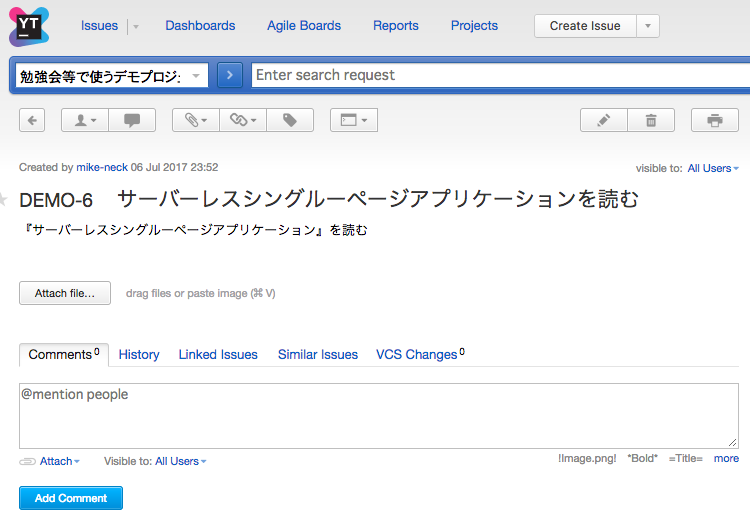 YT
Issues Dashboards Agile Boards Reports Projects Create Issue
勉強会等で使うデモプロジ Enter search request
Created by mike-neck 06 Jul 2017 23:52 visible to: All Users
DEMO-6 サーバーレスシングルーページアプリケーションを読む
『サーバーレスシングルーページアプリケーション』を読む
Attach file... drag files or paste image (⌘ V)
Comments 0 History Linked Issues Similar Issues VCS Changes 0
@mention people
Attach Visible to: All Users !Image.png! *Bold* =Title= more
Add Comment